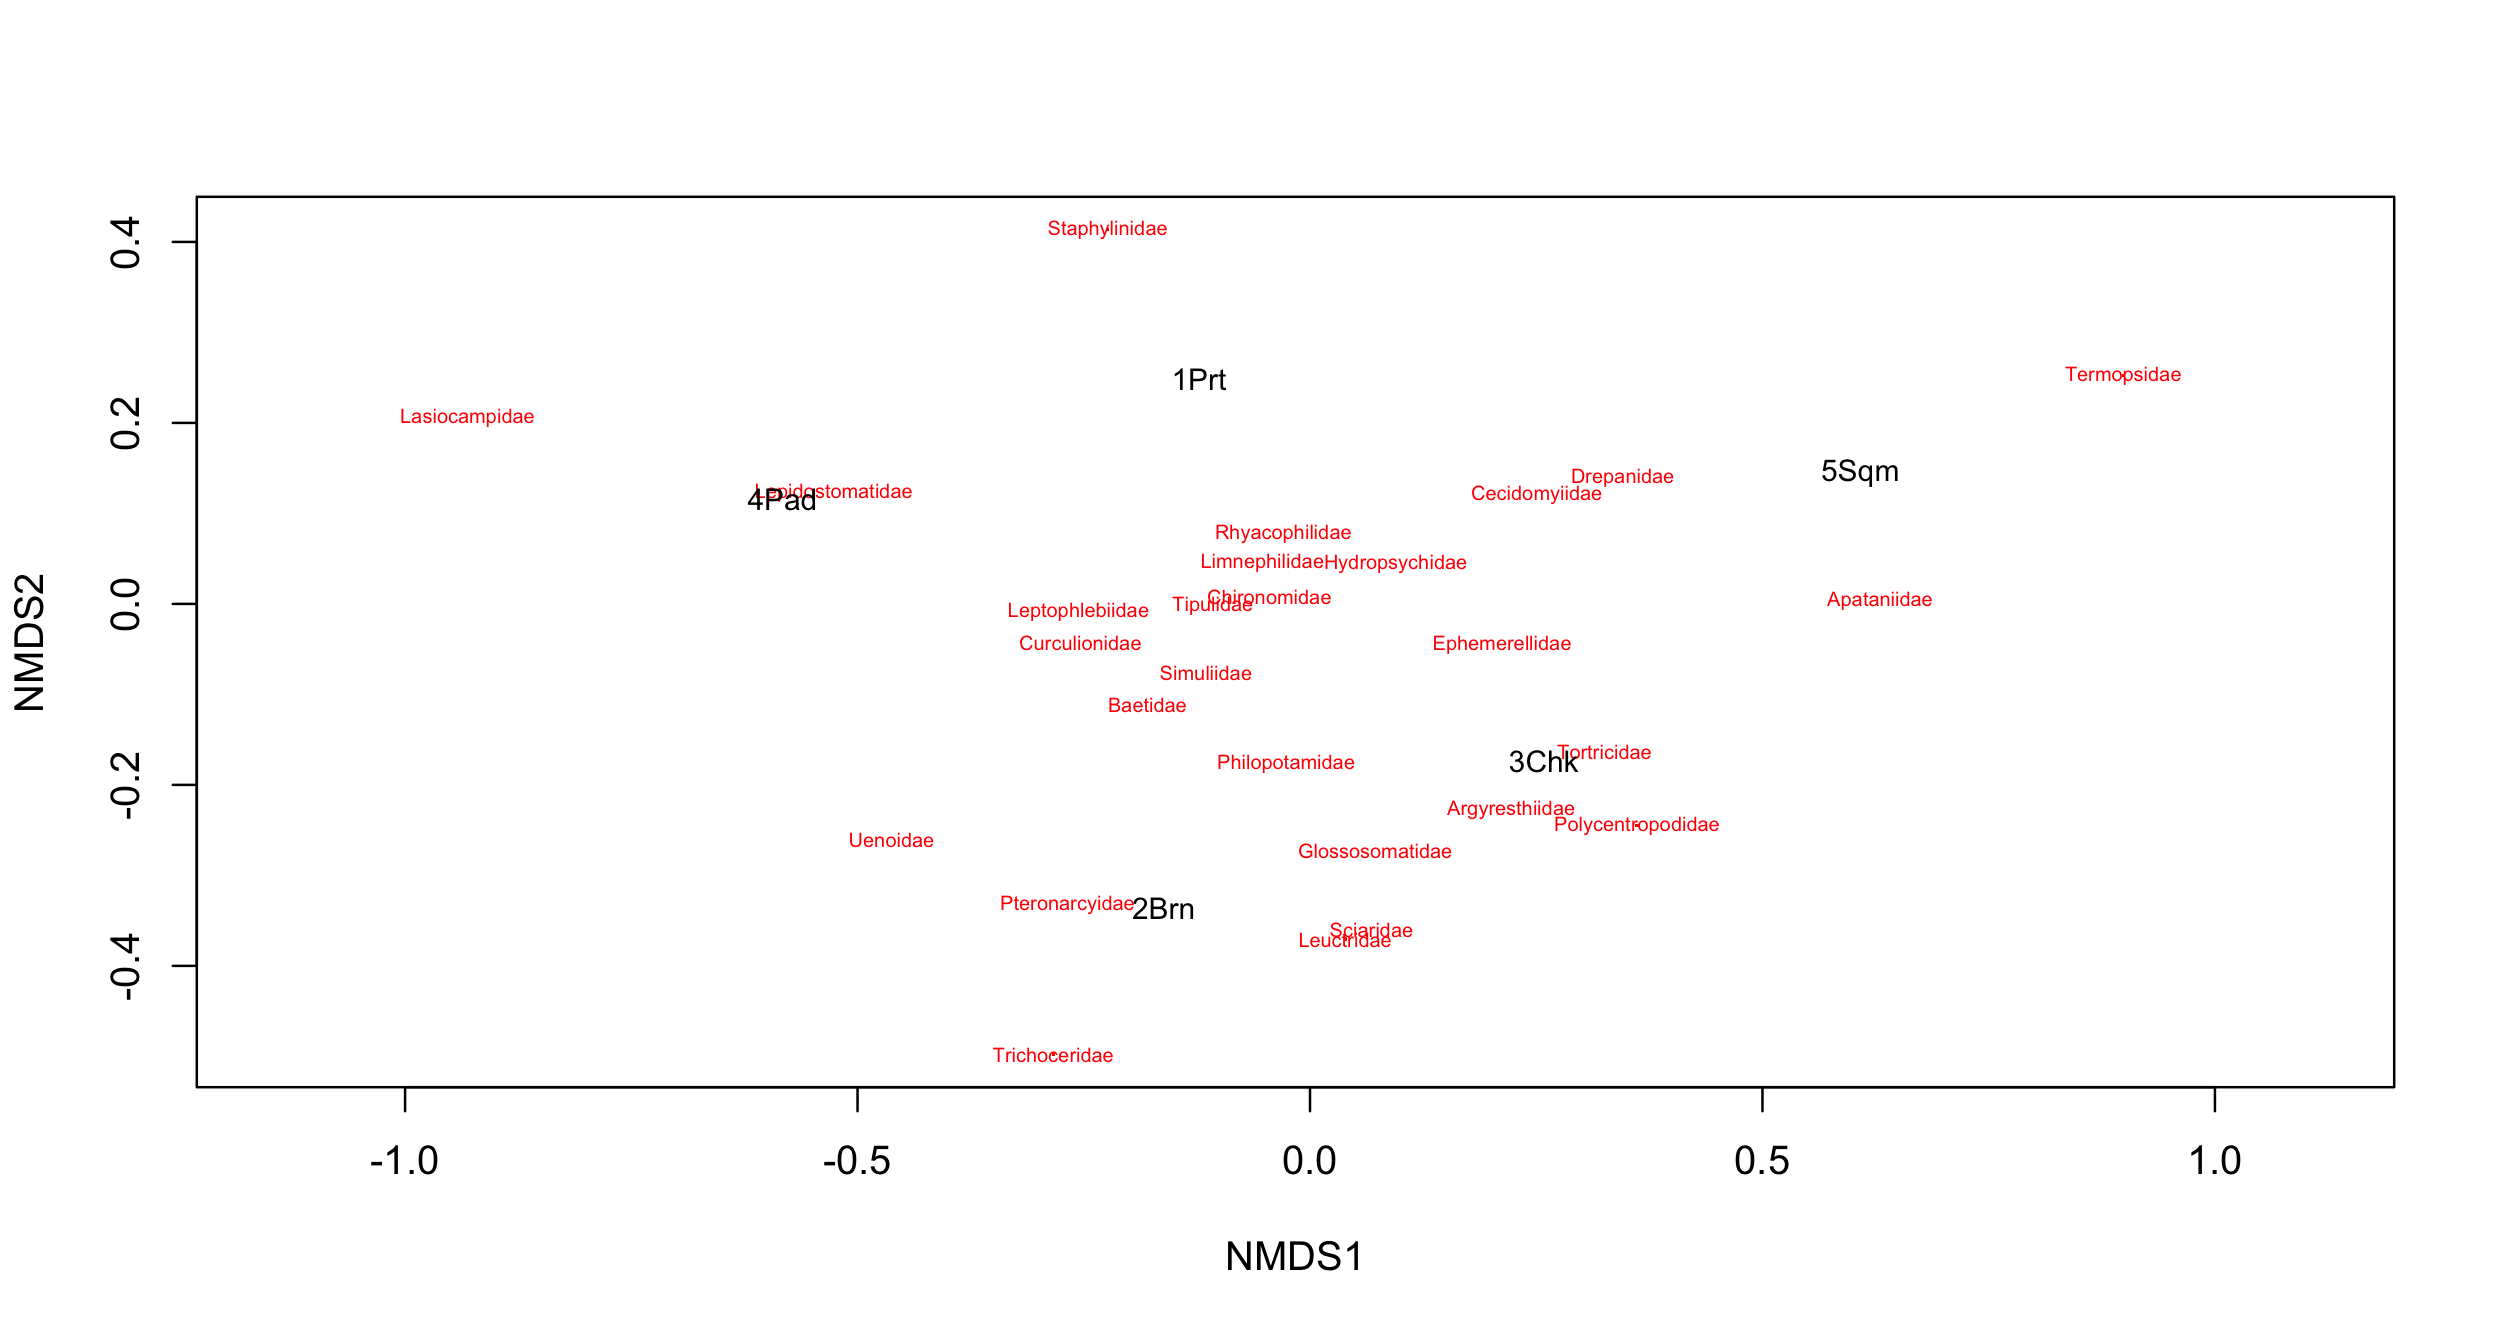 Staphylinidae
0.4
1Prt
Termopsidae
Lasiocampidae
0.2
5Sqm
Drepanidae
Lepidostomatidae
Cecidomyiidae
4Pad
Rhyacophilidae
Limnephilidae
Hydropsychidae
Chironomidae
Apataniidae
0.0
Tipulidae
Leptophlebiidae
Curculionidae
Ephemerellidae
NMDS2
Simuliidae
Baetidae
Tortricidae
Philopotamidae
3Chk
-0.2
Argyresthiidae
Polycentropodidae
Uenoidae
Glossosomatidae
Pteronarcyidae
2Brn
Sciaridae
Leuctridae
-0.4
Trichoceridae
-1.0 -0.5 0.0 0.5 1.0
NMDS1